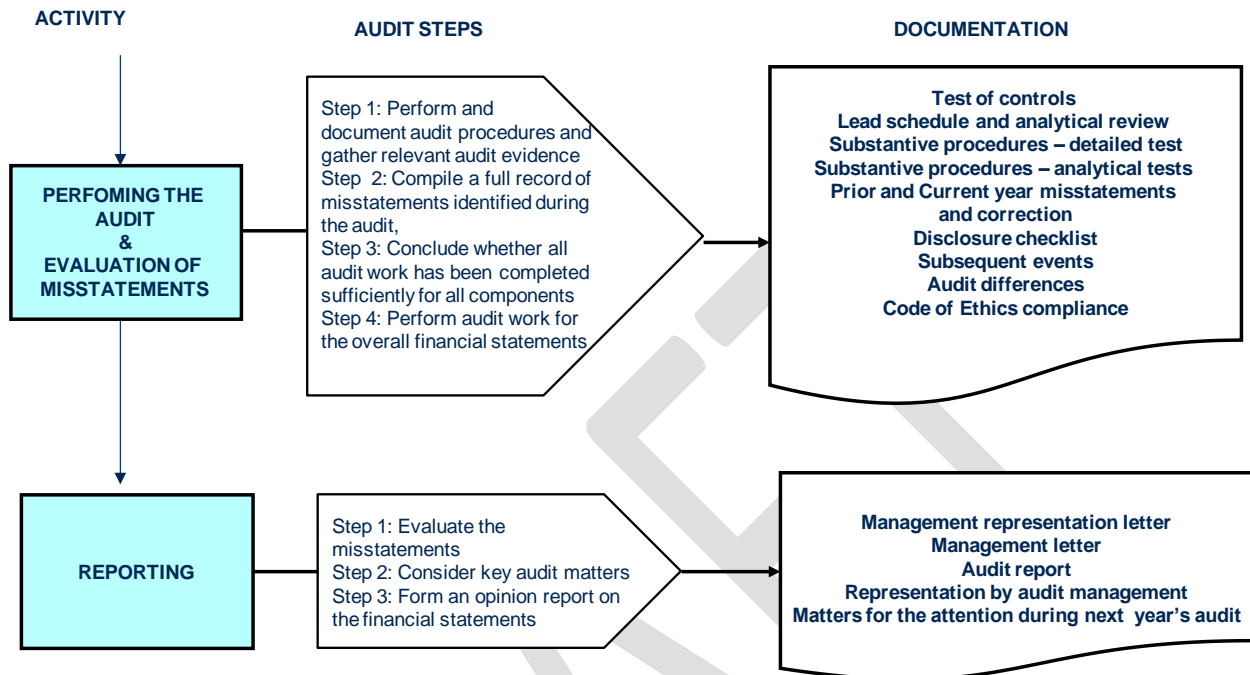 ACTIVITY
AUDIT STEPS
DOCUMENTATION
PERFOMING THE
AUDIT
&
EVALUATION OF
MISSTATEMENTS
Step 1: Perform and
document audit procedures and
gather relevant audit evidence
Step 2: Compile a full record of
misstatements identified during
the audit,
Step 3: Conclude whether all
audit work has been completed
sufficiently for all components
Step 4: Perform audit work for
the overall financial statements
Test of controls
Lead schedule and analytical review
Substantive procedures – detailed test
Substantive procedures – analytical tests
Prior and Current year misstatements
and correction
Disclosure checklist
Subsequent events
Audit differences
Code of Ethics compliance
REPORTING
Step 1: Evaluate the
misstatements
Step 2: Consider key audit matters
Step 3: Form an opinion report on
the financial statements
Management representation letter
Management letter
Audit report
Representation by audit management
Matters for the attention during next year's audit